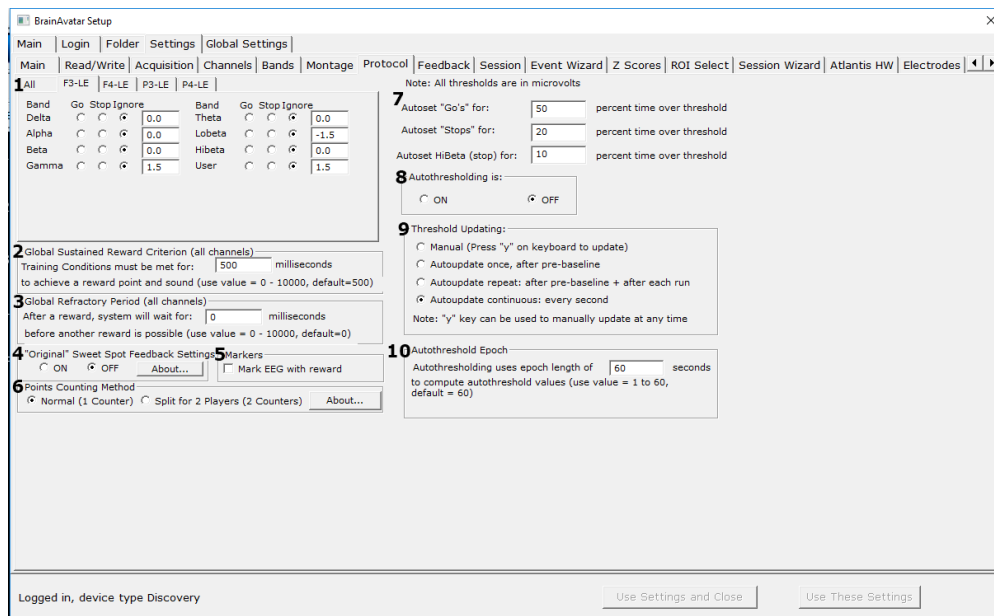 BrainAvatar Setup
Main Login Folder Settings Global Settings
Main Read/Write Acquisition Channels Bands Montage Protocol Feedback Session Event Wizard Z Scores ROI Select Session Wizard Atlantis HW Electrodes
1
All F3-LE F4-LE P3-LE P4-LE
Band Go Stop Ignore Band Go Stop Ignore
Delta 0.0 Theta 0.0
Alpha 0.0 Lobeta -1.5
Beta 0.0 Hibeta 0.0
Gamma 1.5 User 1.5
2
Global Sustained Reward Criterion (all channels)
Training Conditions must be met for: 500 milliseconds
to achieve a reward point and sound (use value = 0 - 10000, default=500)
3
Global Refractory Period (all channels)
After a reward, system will wait for: 0 milliseconds
before another reward is possible (use value = 0 - 10000, default=0)
4
"Original" Sweet Spot Feedback Settings
ON OFF About...
5
Markers
Mark EEG with reward
6
Points Counting Method
Normal (1 Counter) Split for 2 Players (2 Counters) About...
Note: All thresholds are in microvolts
7
Autoset "Go's" for: 50 percent time over threshold
Autoset "Stops" for: 20 percent time over threshold
Autoset HiBeta (stop) for: 10 percent time over threshold
8
Autothresholding is:
ON OFF
9
Threshold Updating:
Manual (Press "y" on keyboard to update)
Autoupdate once, after pre-baseline
Autoupdate repeat: after pre-baseline + after each run
Autoupdate continuous: every second
Note: "y" key can be used to manually update at any time
10
Autothreshold Epoch
Autothresholding uses epoch length of 60 seconds
to compute autothreshold values (use value = 1 to 60,
default = 60)
Logged in, device type Discovery
Use Settings and Close Use These Settings